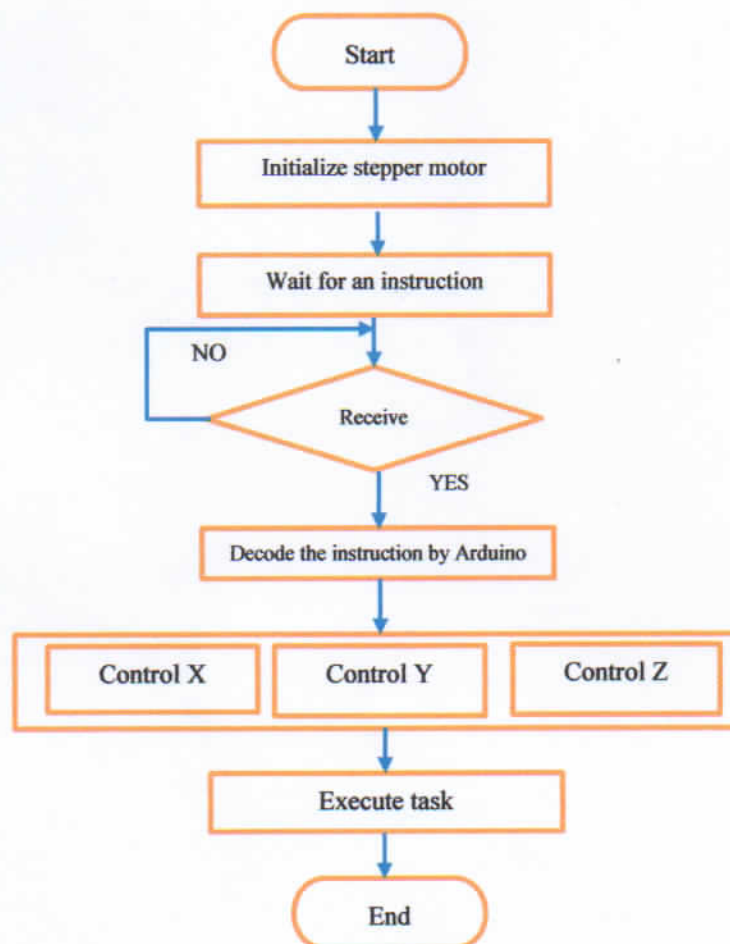 Start
Initialize stepper motor
Wait for an instruction
NO
Receive
YES
Decode the instruction by Arduino
Control X
Control Y
Control Z
Execute task
End